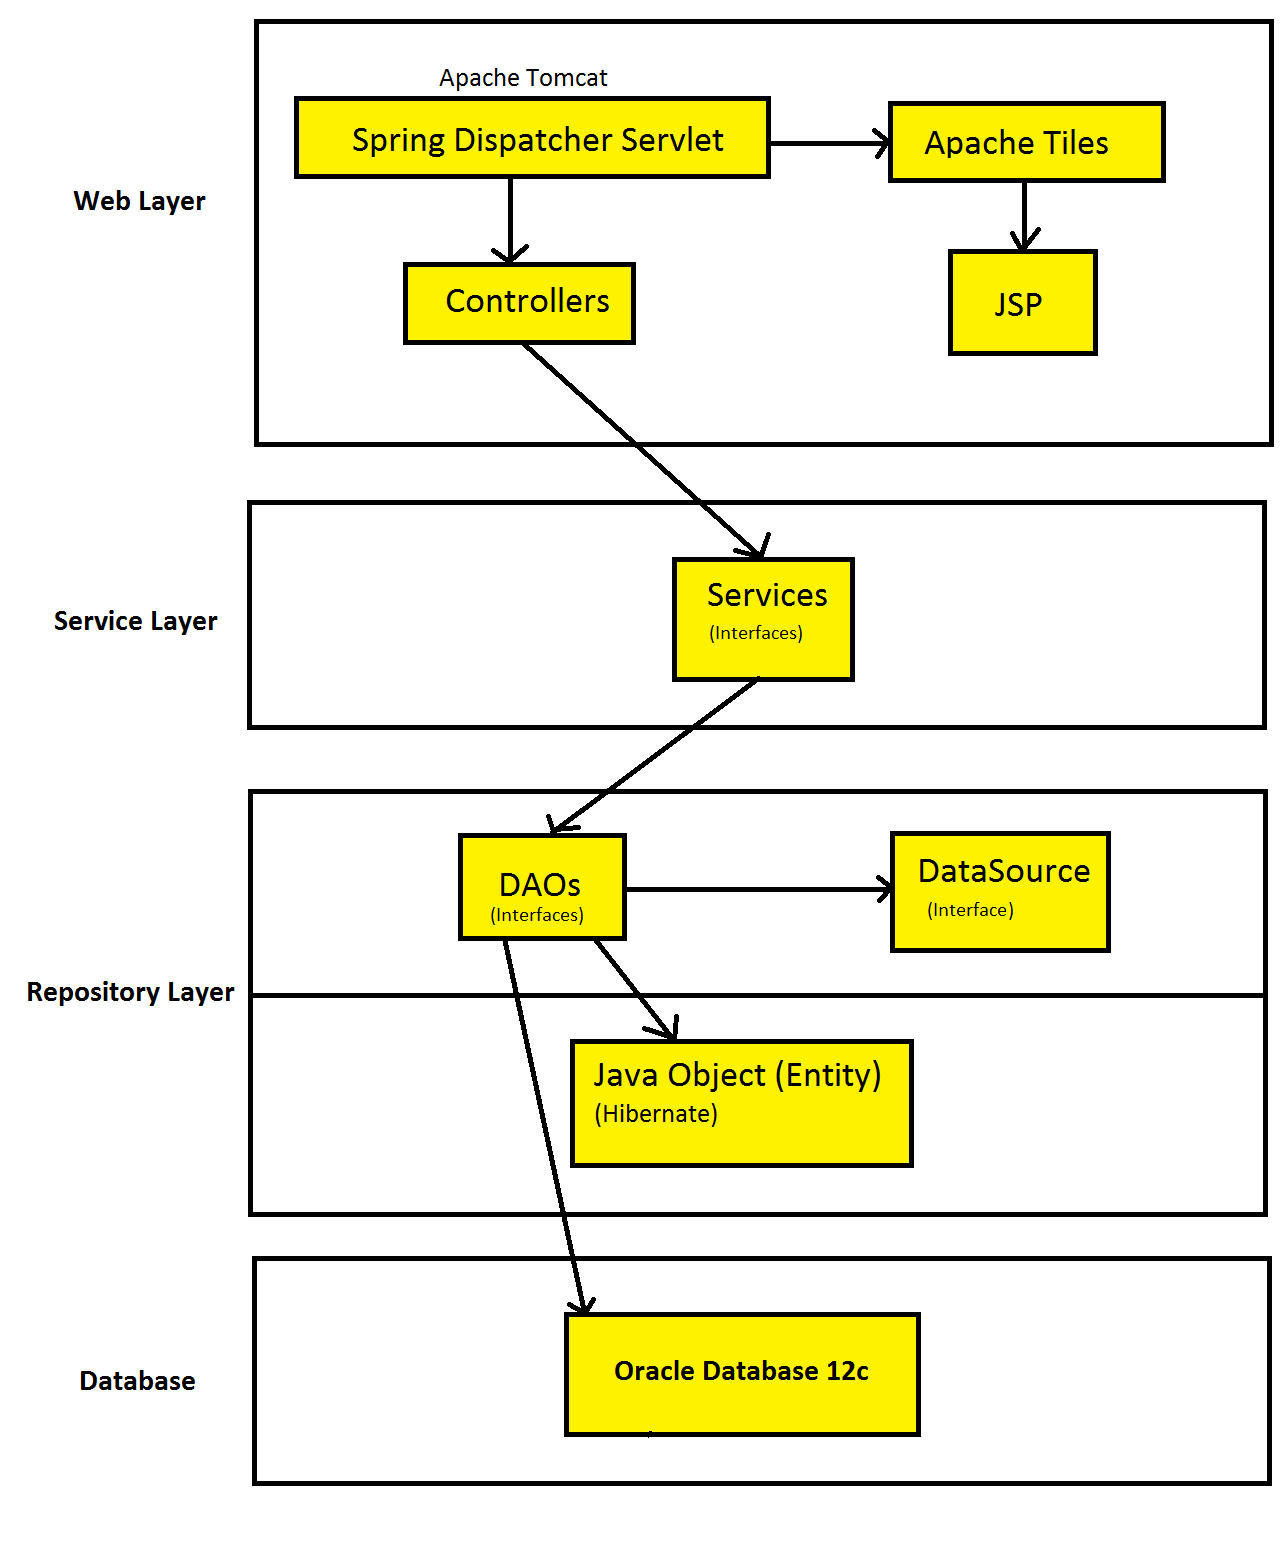 Apache Tomcat
Spring Dispatcher Servlet
Apache Tiles
Web Layer
Controllers
JSP
Services
(Interfaces)
Service Layer
DAOs
(Interfaces)
DataSource
(Interface)
Repository Layer
Java Object (Entity)
(Hibernate)
Database
Oracle Database 12c